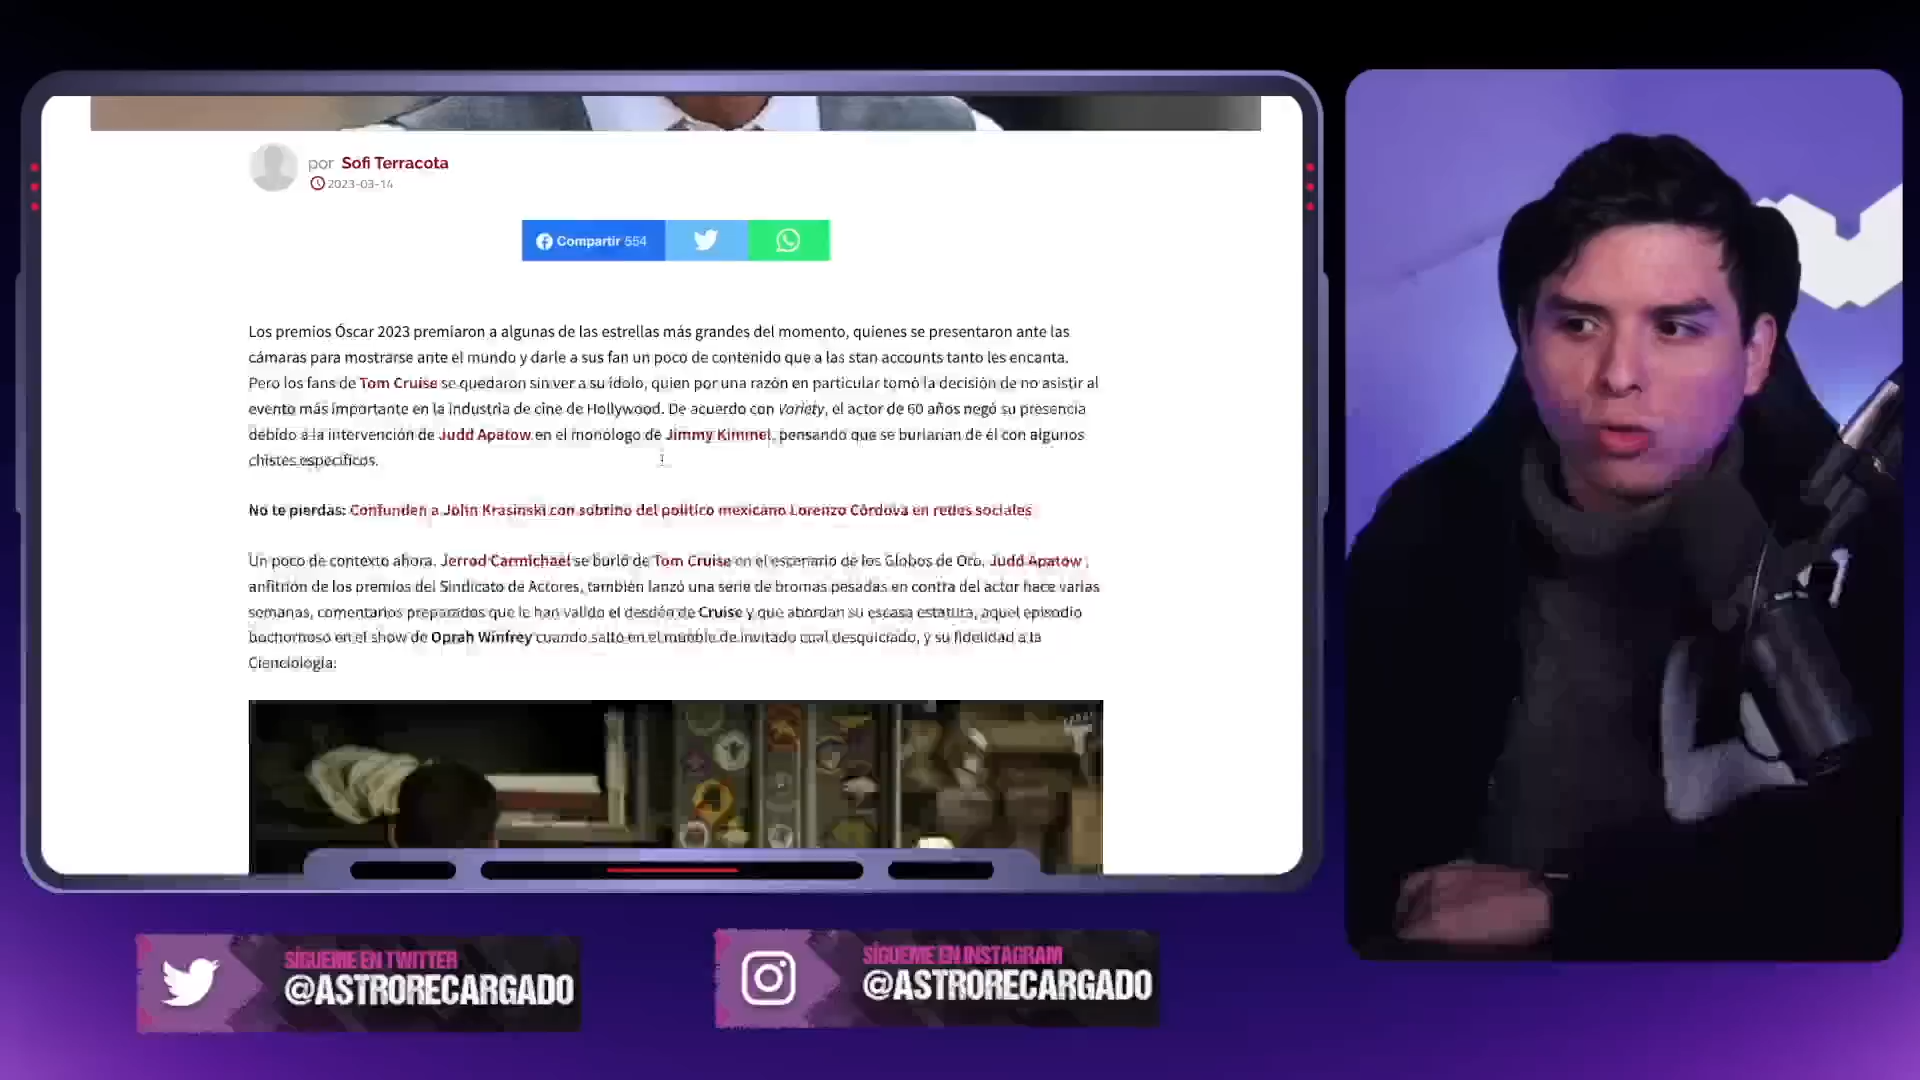 por Sofi Terracota
2023-03-14
Compartir 554
Los premios Óscar 2023 premiaron a algunas de las estrellas más grandes del momento, quienes se presentaron ante las
cámaras para mostrarse ante el mundo y darle a sus fan un poco de contenido que a las stan accounts tanto les encanta.
Pero los fans de Tom Cruise se quedaron sin ver a su ídolo, quien por una razón en particular tomó la decisión de no asistir al
evento más importante en la industria de cine de Hollywood. De acuerdo con Variety, el actor de 60 años negó su presencia
debido a la intervención de Judd Apatow en el monólogo de Jimmy Kimmel, pensando que se burlarían de él con algunos
chistes específicos.
No te pierdas: Confunden a John Krasinski con sobrino del político mexicano Lorenzo Córdova en redes sociales
Un poco de contexto ahora. Jerrod Carmichael se burló de Tom Cruise en el escenario de los Globos de Oro. Judd Apatow,
anfitrión de los premios del Sindicato de Actores, también lanzó una serie de bromas pesadas en contra del actor hace varias
semanas, comentarios preparados que le han valido el desdén de Cruise y que abordan su escasa estatura, aquel episodio
bochornoso en el show de Oprah Winfrey cuando saltó en el mueble de invitado cual desquiciado, y su fidelidad a la
Cienciología:
SÍGUEME EN TWITTER
@ASTRORECARGADO
SÍGUEME EN INSTAGRAM
@ASTRORECARGADO